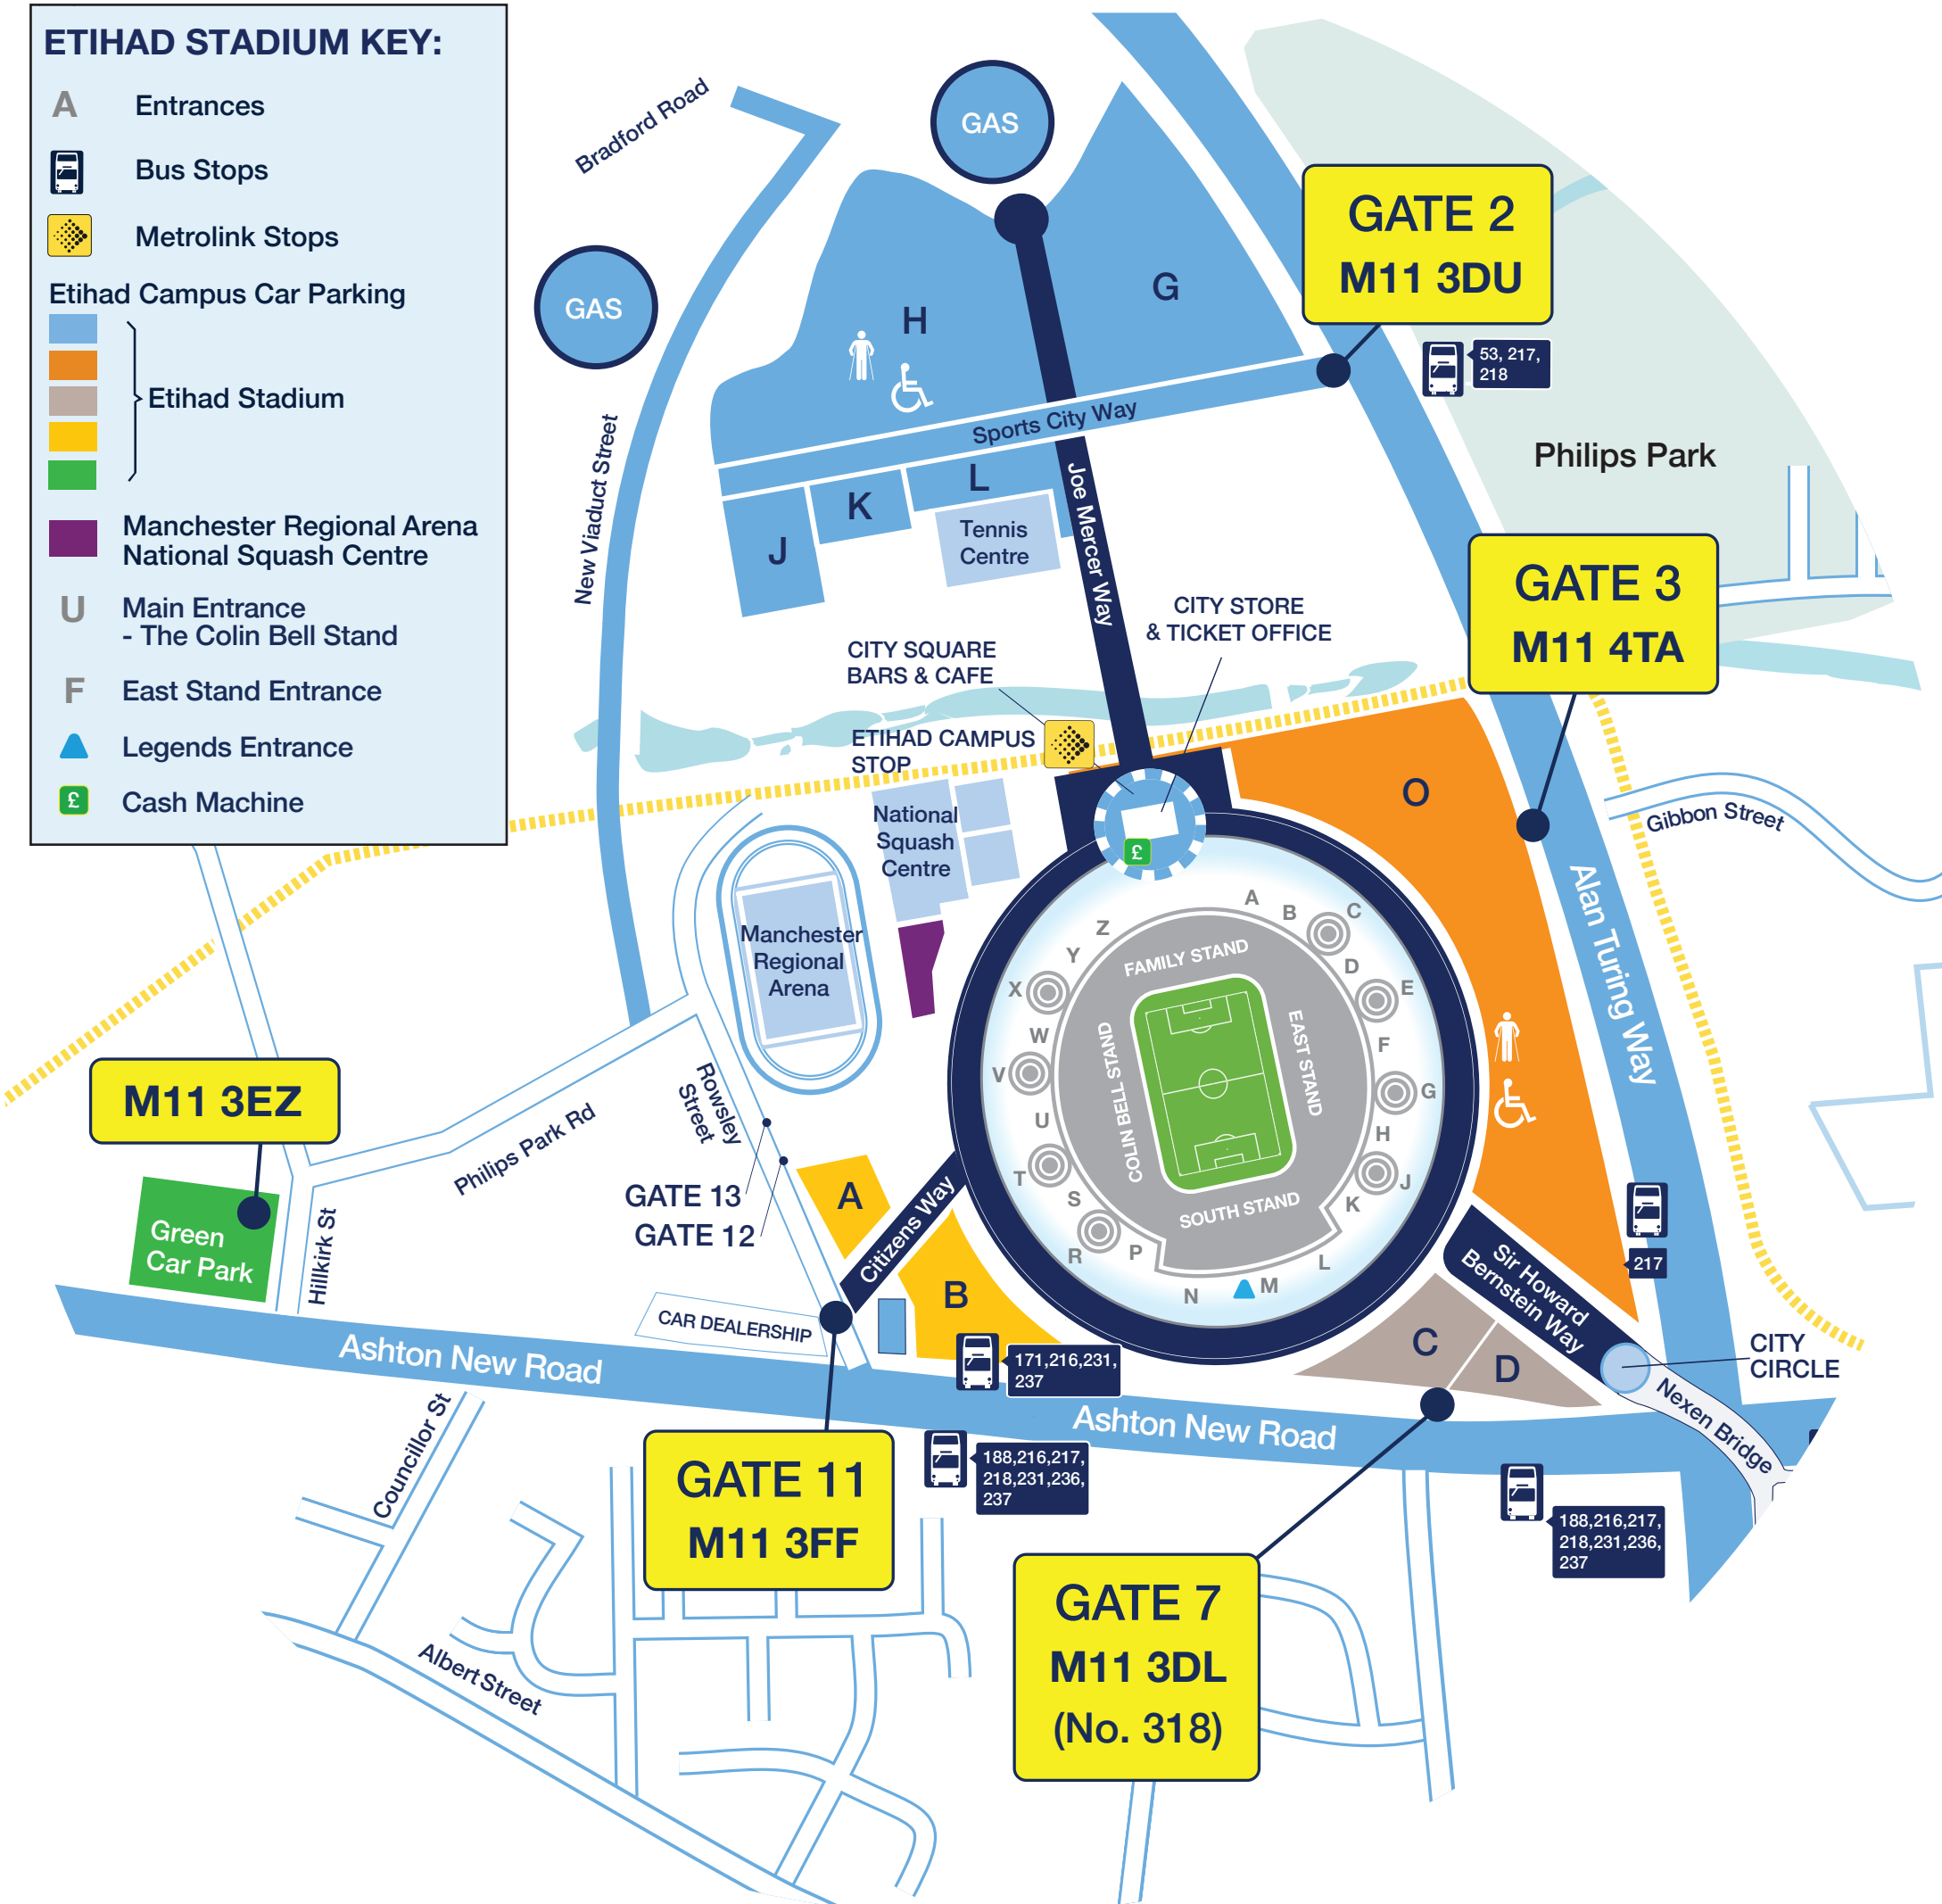 ETIHAD STADIUM KEY:
A Entrances
Bus Stops
Metrolink Stops
Etihad Campus Car Parking
Etihad Stadium
Manchester Regional Arena
National Squash Centre
U Main Entrance
- The Colin Bell Stand
F East Stand Entrance
Legends Entrance
£ Cash Machine
Bradford Road
GAS
GAS
New Viaduct Street
H
G
GATE 2
M11 3DU
53, 217,
218
Sports City Way
Philips Park
J
K
L
Tennis
Centre
Joe Mercer Way
GATE 3
M11 4TA
CITY STORE
& TICKET OFFICE
CITY SQUARE
BARS & CAFE
ETIHAD CAMPUS
STOP
O
Gibbon Street
Alan Turing Way
National
Squash
Centre
£
Manchester
Regional
Arena
A
B
C
D
E
F
G
H
J
K
L
M
N
P
R
S
T
U
V
W
X
Y
Z
FAMILY STAND
EAST STAND
COLIN BELL STAND
SOUTH STAND
M11 3EZ
Green
Car Park
Hillkirk St
Philips Park Rd
Rowsley
Street
GATE 13
GATE 12
A
Citizens Way
B
CAR DEALERSHIP
217
Sir Howard
Bernstein Way
C
D
CITY
CIRCLE
Nexen Bridge
171,216,231,
237
Ashton New Road
Ashton New Road
188,216,217,
218,231,236,
237
188,216,217,
218,231,236,
237
Councillor St
Albert Street
GATE 11
M11 3FF
GATE 7
M11 3DL
(No. 318)